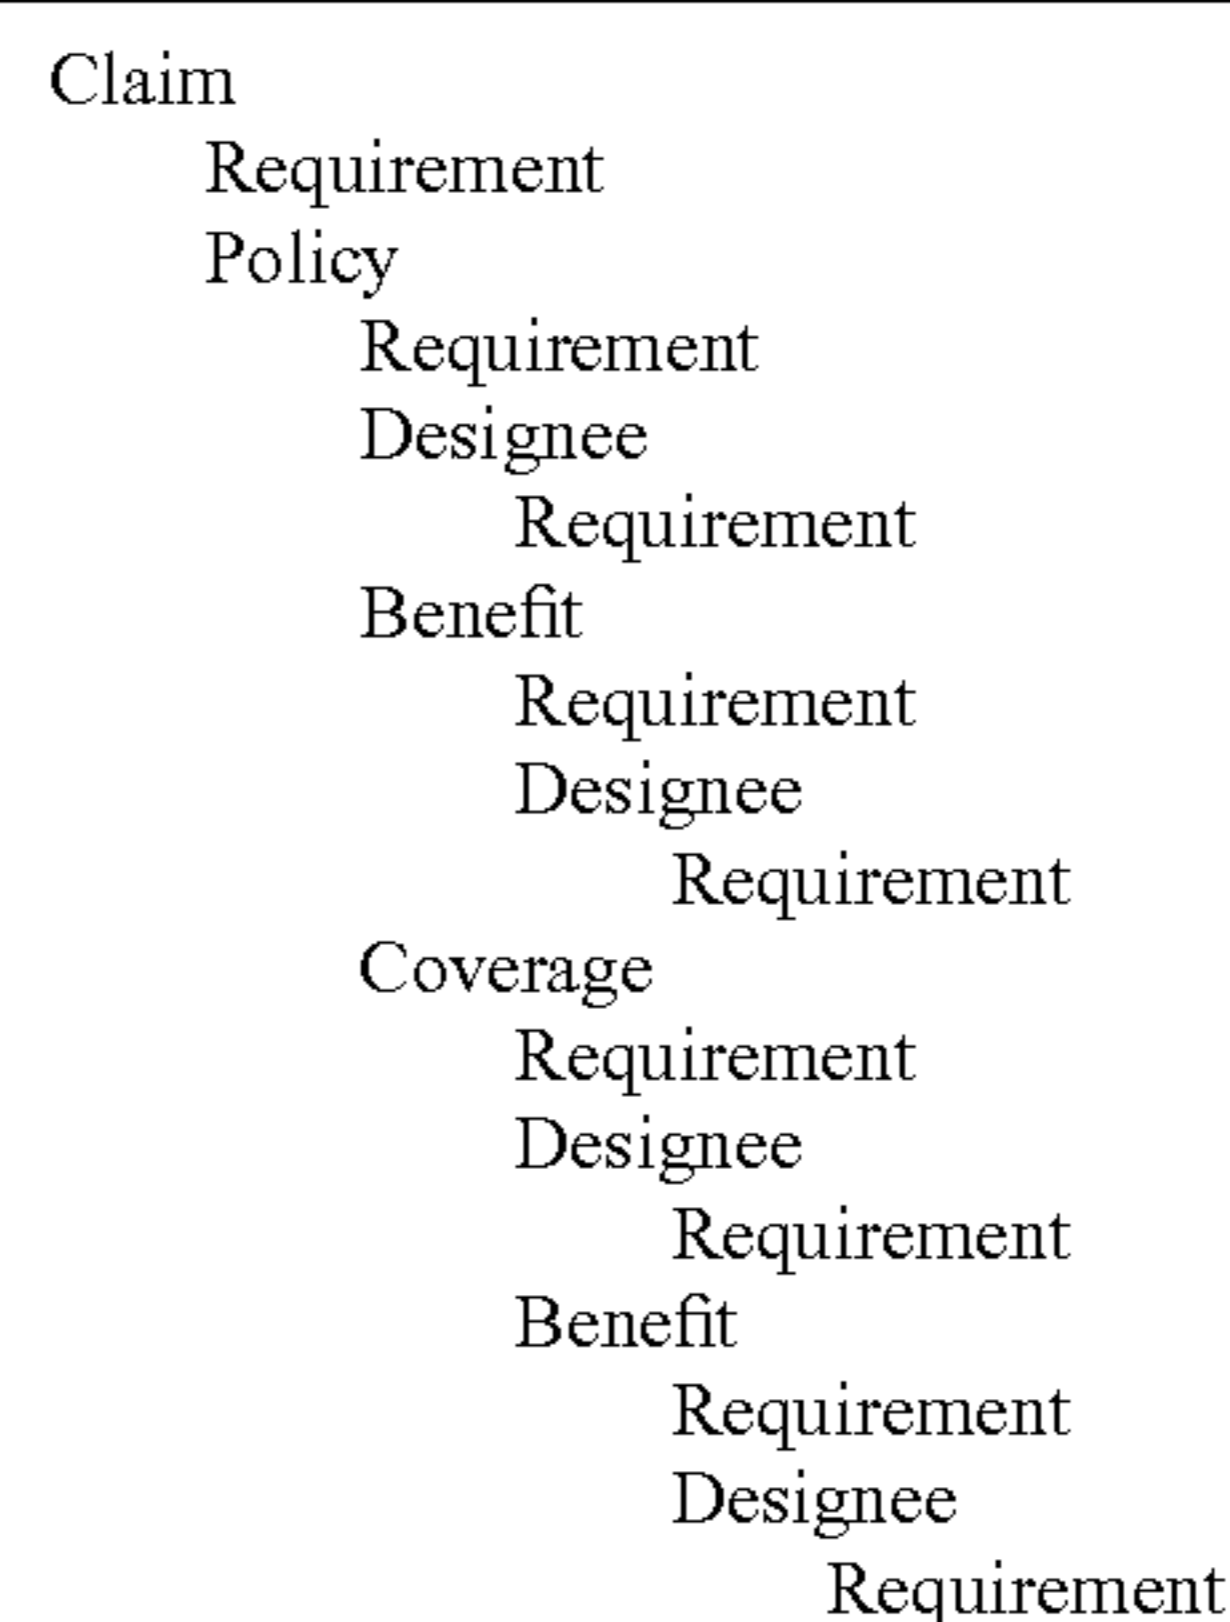 Claim
Requirement
Policy
Requirement
Designee
Requirement
Benefit
Requirement
Designee
Requirement
Coverage
Requirement
Designee
Requirement
Benefit
Requirement
Designee
Requirement